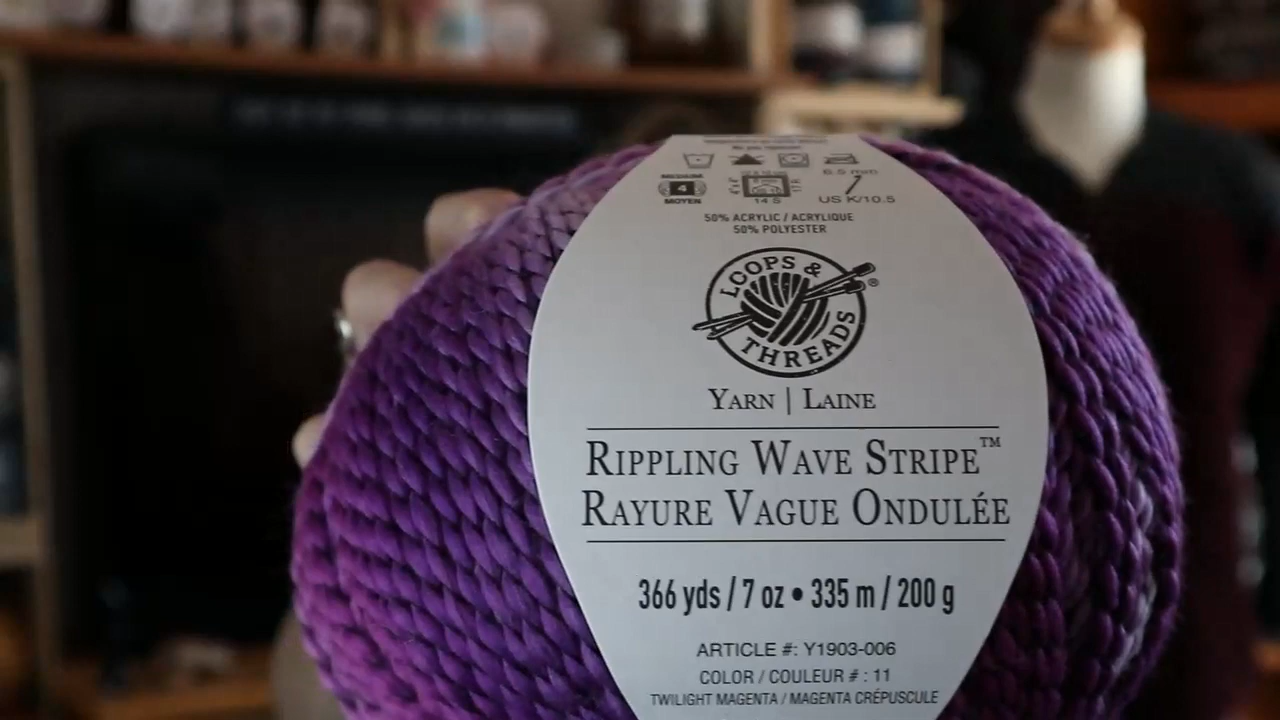 MEDIUM
4
MOYEN
14 S
6.5 mm
US K/10.5
50% ACRYLIC / ACRYLIQUE
50% POLYESTER
LOOPS &
THREADS®
YARN | LAINE
RIPPLING WAVE STRIPE™
RAYURE VAGUE ONDULÉE
366 yds / 7 oz • 335 m / 200 g
ARTICLE #: Y1903-006
COLOR / COULEUR # : 11
TWILIGHT MAGENTA / MAGENTA CRÉPUSCULE